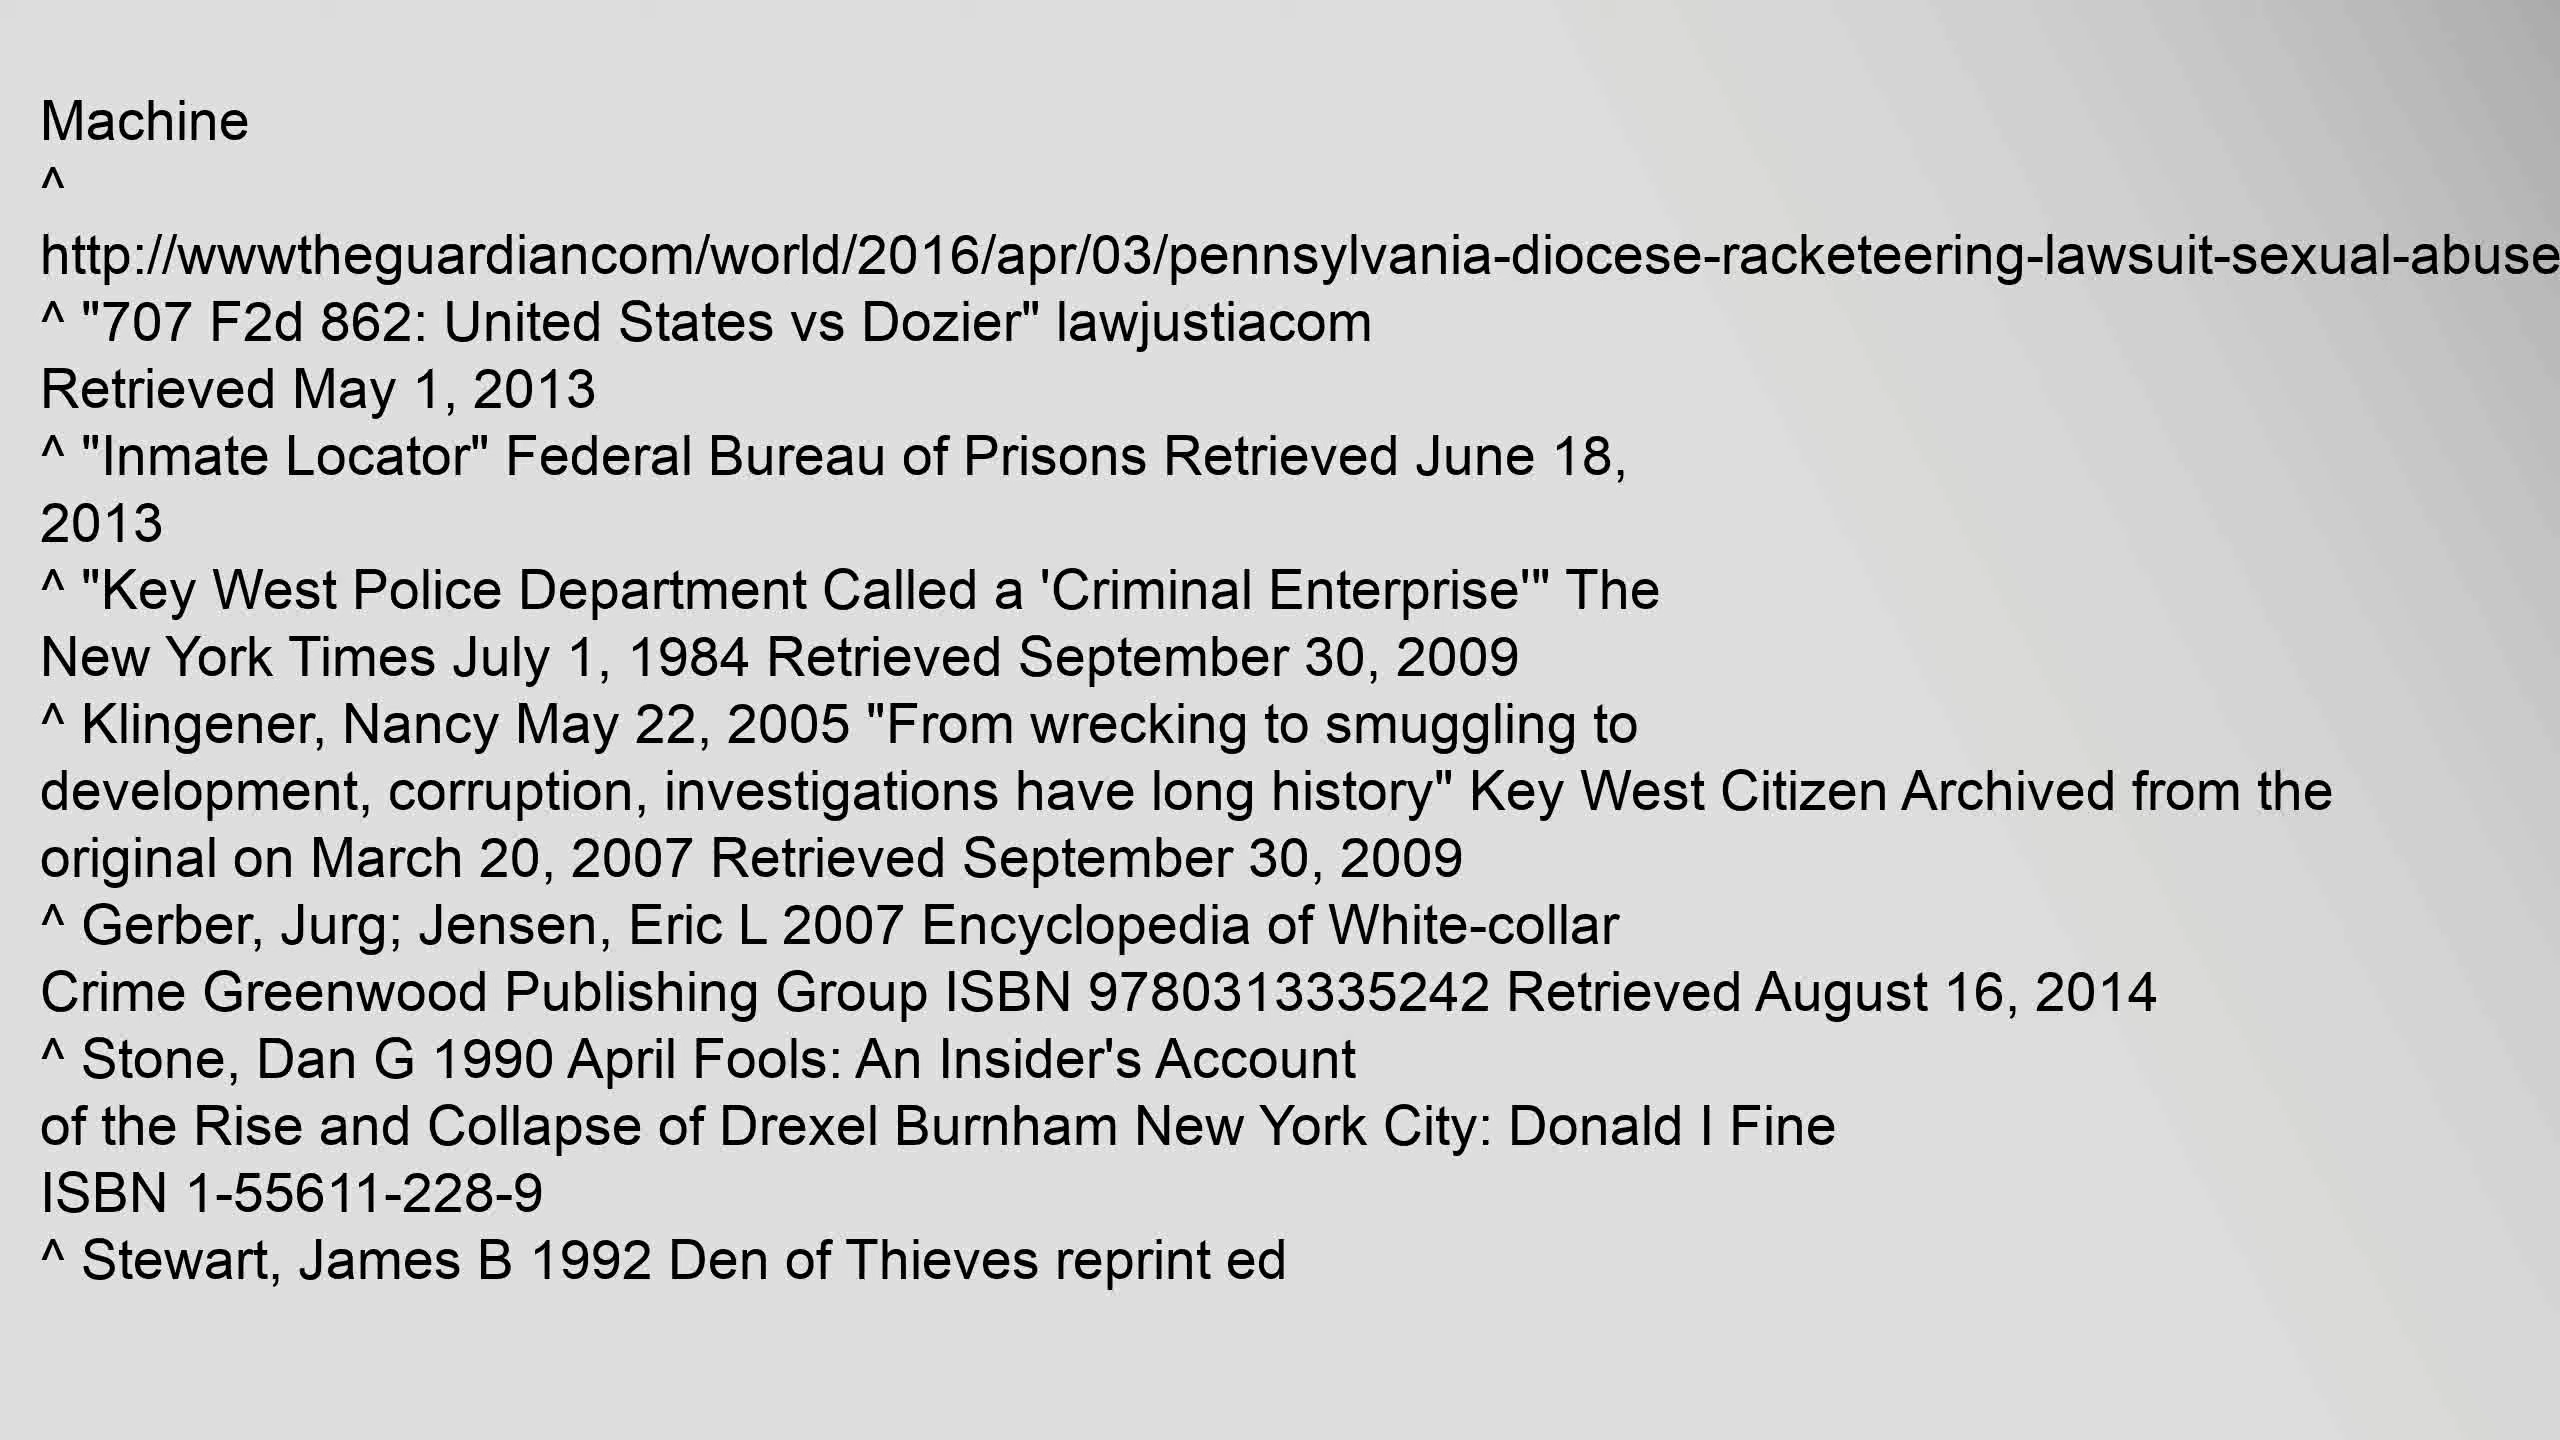 Machine
^
http://wwwtheguardiancom/world/2016/apr/03/pennsylvania-diocese-racketeering-lawsuit-sexual-abuse
^ "707 F2d 862: United States vs Dozier" lawjustiacom
Retrieved May 1, 2013
^ "Inmate Locator" Federal Bureau of Prisons Retrieved June 18,
2013
^ "Key West Police Department Called a 'Criminal Enterprise'" The
New York Times July 1, 1984 Retrieved September 30, 2009
^ Klingener, Nancy May 22, 2005 "From wrecking to smuggling to
development, corruption, investigations have long history" Key West Citizen Archived from the
original on March 20, 2007 Retrieved September 30, 2009
^ Gerber, Jurg; Jensen, Eric L 2007 Encyclopedia of White-collar
Crime Greenwood Publishing Group ISBN 9780313335242 Retrieved August 16, 2014
^ Stone, Dan G 1990 April Fools: An Insider's Account
of the Rise and Collapse of Drexel Burnham New York City: Donald I Fine
ISBN 1-55611-228-9
^ Stewart, James B 1992 Den of Thieves reprint ed